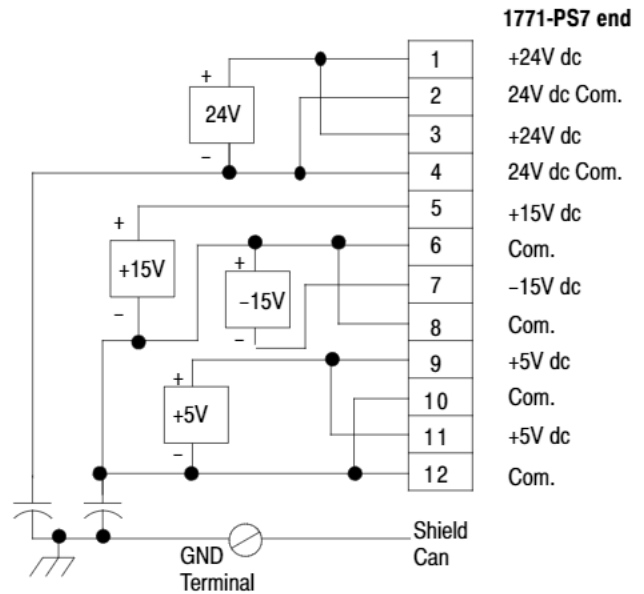 1771-PS7 end
1 +24V dc
2 24V dc Com.
3 +24V dc
4 24V dc Com.
5 +15V dc
6 Com.
7 −15V dc
8 Com.
9 +5V dc
10 Com.
11 +5V dc
12 Com.
+
24V
−
+
+15V
−
+
−15V
−
+
+5V
−
GND
Terminal
Shield
Can